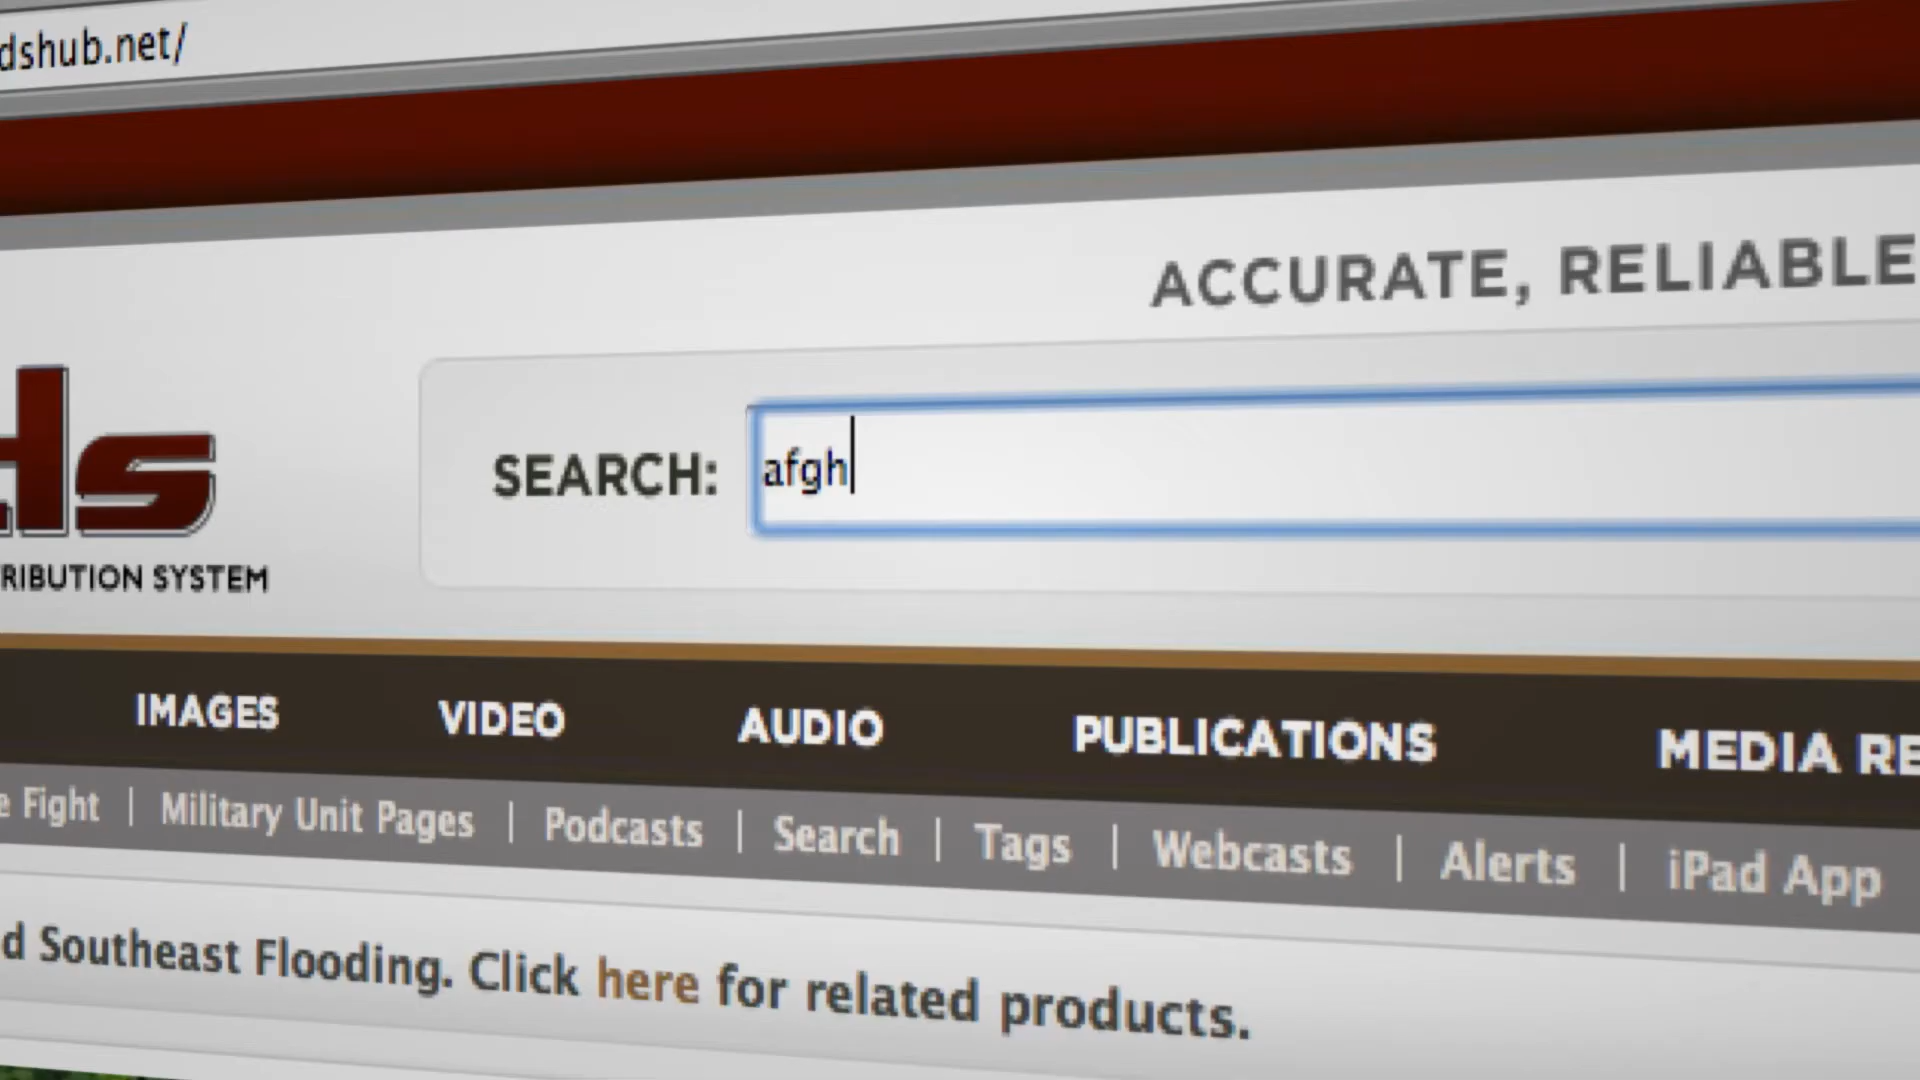 dshub.net/
ACCURATE, RELIABLE
SEARCH: afgh
ds
RIBUTION SYSTEM
IMAGES VIDEO AUDIO PUBLICATIONS MEDIA RE
e Fight | Military Unit Pages | Podcasts | Search | Tags | Webcasts | Alerts | iPad App
d Southeast Flooding. Click here for related products.